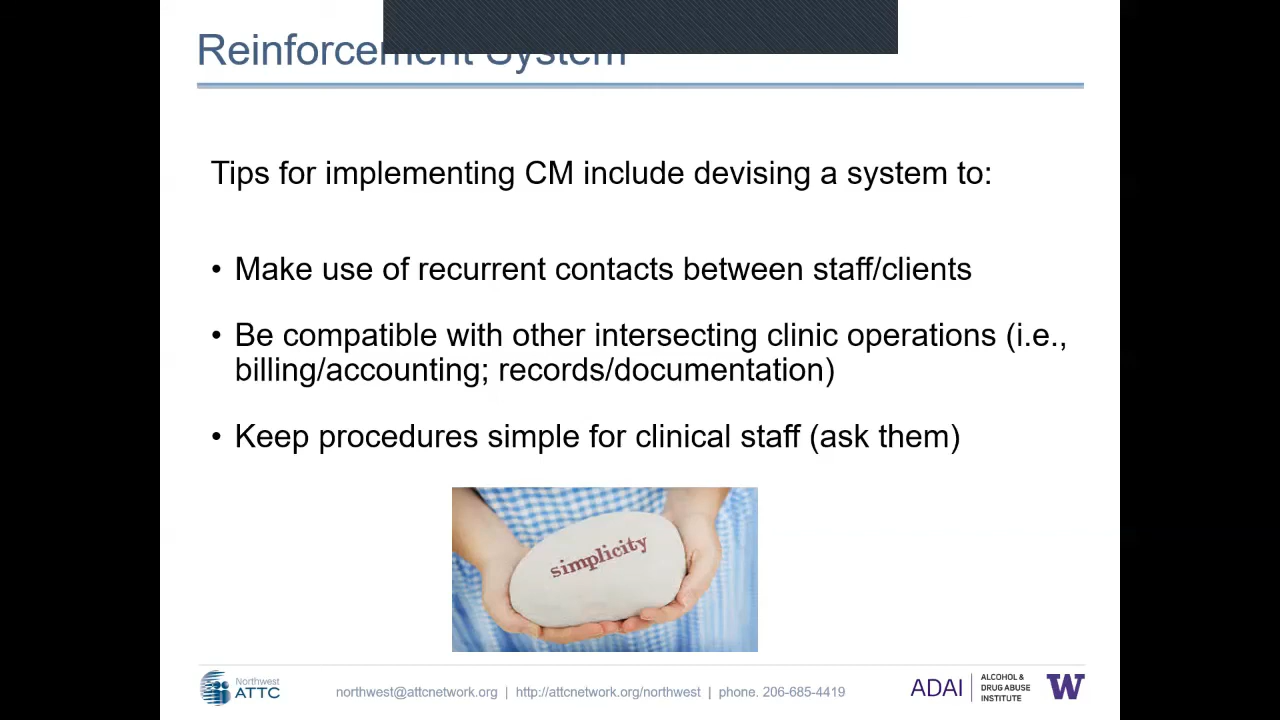 Reinforcement System
Tips for implementing CM include devising a system to:
• Make use of recurrent contacts between staff/clients
• Be compatible with other intersecting clinic operations (i.e.,
billing/accounting; records/documentation)
• Keep procedures simple for clinical staff (ask them)
simplicity
Northwest
ATTC
northwest@attcnetwork.org | http://attcnetwork.org/northwest | phone. 206-685-4419
ADAI
ALCOHOL &
DRUG ABUSE
INSTITUTE
W